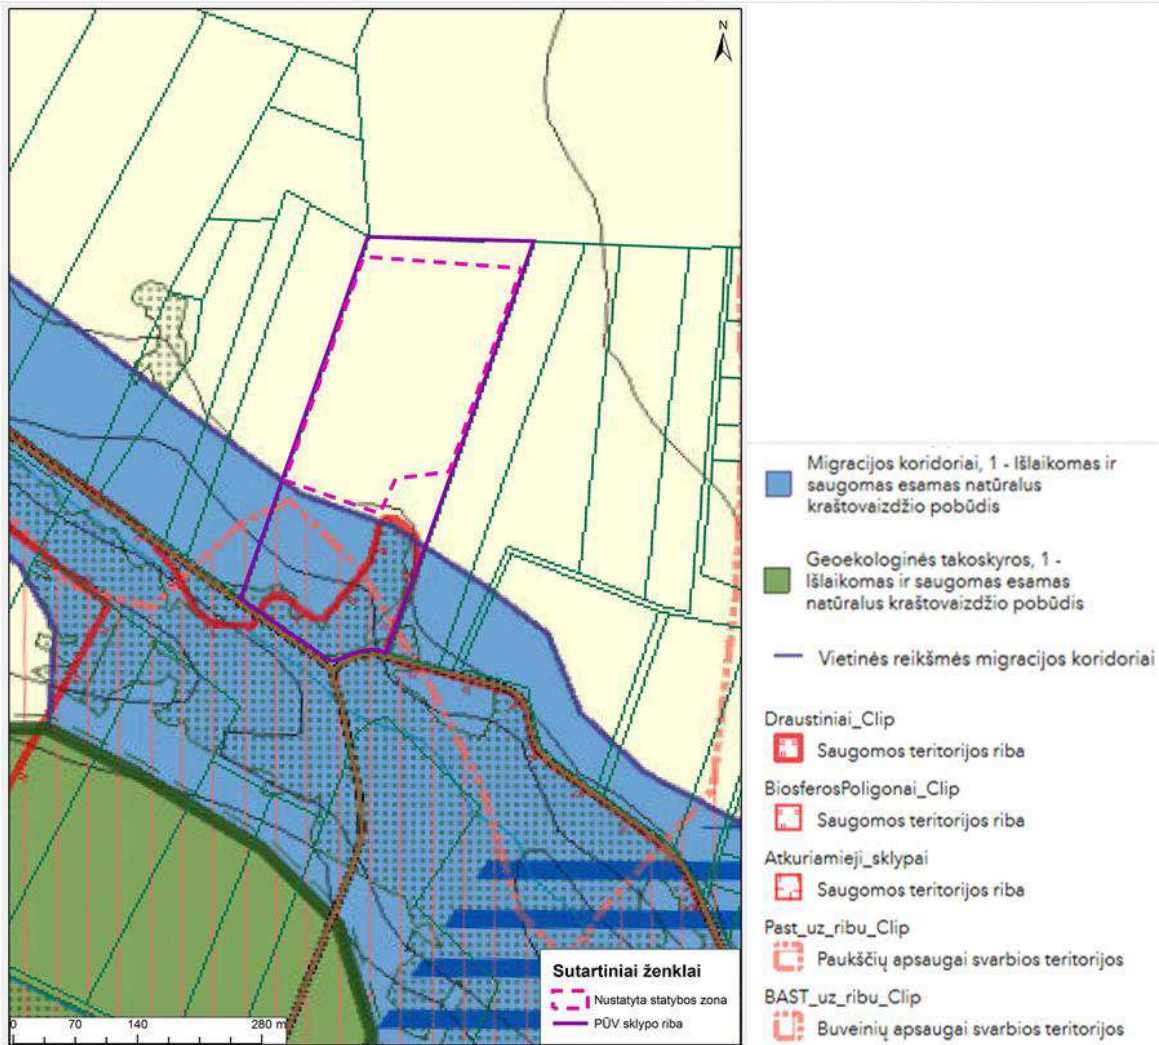 N
0 70 140 280 m
Sutartiniai ženklai
Nustatyta statybos zona
PŪV sklypo riba
Migracijos koridoriai, 1 - Išlaikomas ir
saugomas esamas natūralus
kraštovaizdžio pobūdis
Geoekologinės takoskyros, 1 -
Išlaikomas ir saugomas esamas
natūralus kraštovaizdžio pobūdis
Vietinės reikšmės migracijos koridoriai
Draustiniai_Clip
Saugomos teritorijos riba
BiosferosPoligonai_Clip
Saugomos teritorijos riba
Atkuriamieji_sklypai
Saugomos teritorijos riba
Past_uz_ribu_Clip
Paukščių apsaugai svarbios teritorijos
BAST_uz_ribu_Clip
Buveinių apsaugai svarbios teritorijos